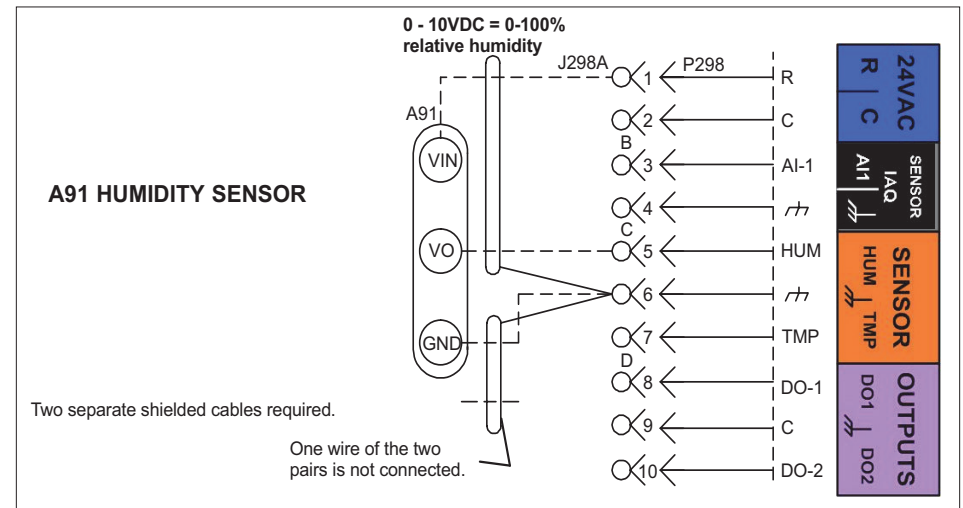 0 - 10VDC = 0-100%
relative humidity
J298A
P298
1
R
A91
2
C
B
VIN
3
AI-1
A91 HUMIDITY SENSOR
4
C
VO
5
HUM
6
GND
7
TMP
D
8
DO-1
Two separate shielded cables required.
9
C
One wire of the two
pairs is not connected.
10
DO-2
24VAC
R C
SENSOR
IAQ
AI1
SENSOR
HUM TMP
OUTPUTS
DO1 DO2